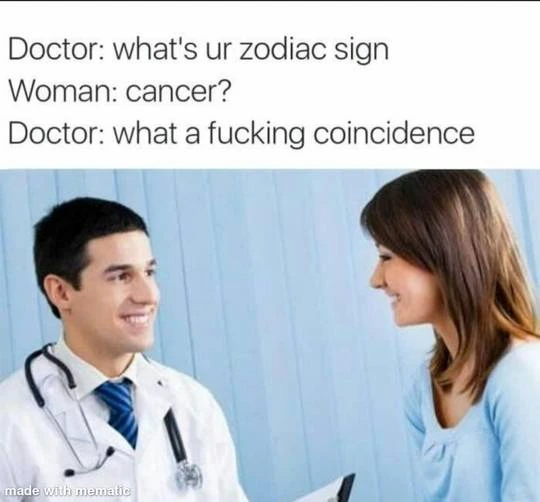 Doctor: what's ur zodiac sign
Woman: cancer?
Doctor: what a fucking coincidence
made with mematic